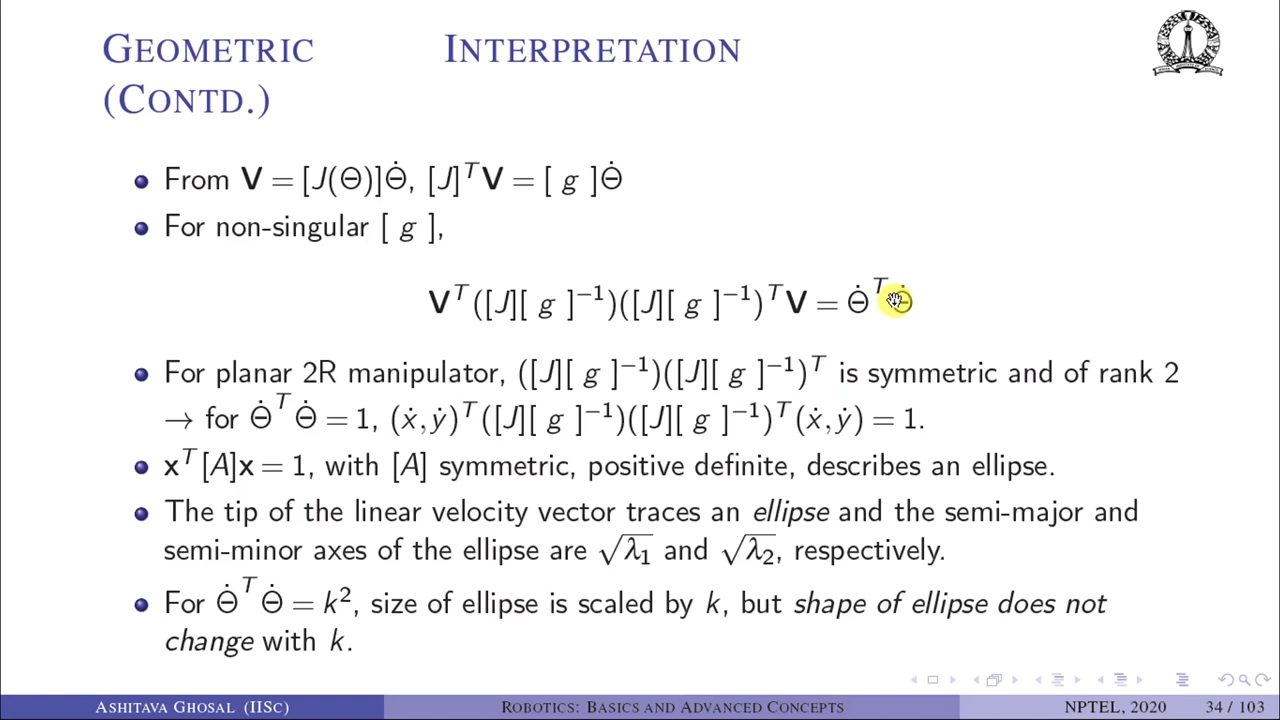 GEOMETRIC INTERPRETATION
(CONTD.)
From V = [J(Θ)]Θ̇, [J]ᵀV = [ g ]Θ̇
For non-singular [ g ],
Vᵀ([J][ g ]⁻¹)([J][ g ]⁻¹)ᵀV = Θ̇ᵀΘ̇
For planar 2R manipulator, ([J][ g ]⁻¹)([J][ g ]⁻¹)ᵀ is symmetric and of rank 2
→ for Θ̇ᵀΘ̇ = 1, (ẋ, ẏ)ᵀ([J][ g ]⁻¹)([J][ g ]⁻¹)ᵀ(ẋ, ẏ) = 1.
xᵀ[A]x = 1, with [A] symmetric, positive definite, describes an ellipse.
The tip of the linear velocity vector traces an ellipse and the semi-major and
semi-minor axes of the ellipse are √λ₁ and √λ₂, respectively.
For Θ̇ᵀΘ̇ = k², size of ellipse is scaled by k, but shape of ellipse does not
change with k.
ASHITAVA GHOSAL (IISC) ROBOTICS: BASICS AND ADVANCED CONCEPTS NPTEL, 2020 34 / 103